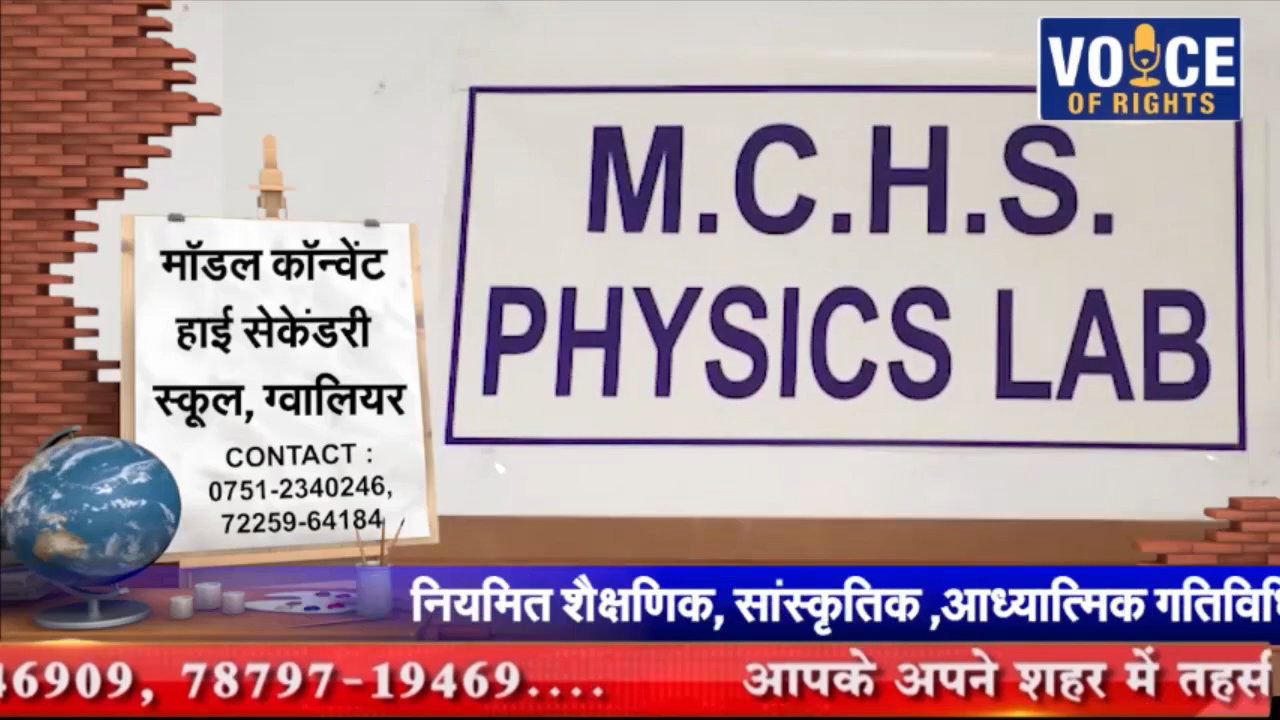 VOICE
OF RIGHTS
M.C.H.S.
PHYSICS LAB
मॉडल कॉन्वेंट
हाई सेकेंडरी
स्कूल, ग्वालियर
CONTACT :
0751-2340246,
72259-64184
नियमित शैक्षणिक, सांस्कृतिक ,आध्यात्मिक
46909, 78797-19469.... आपके अपने शहर में